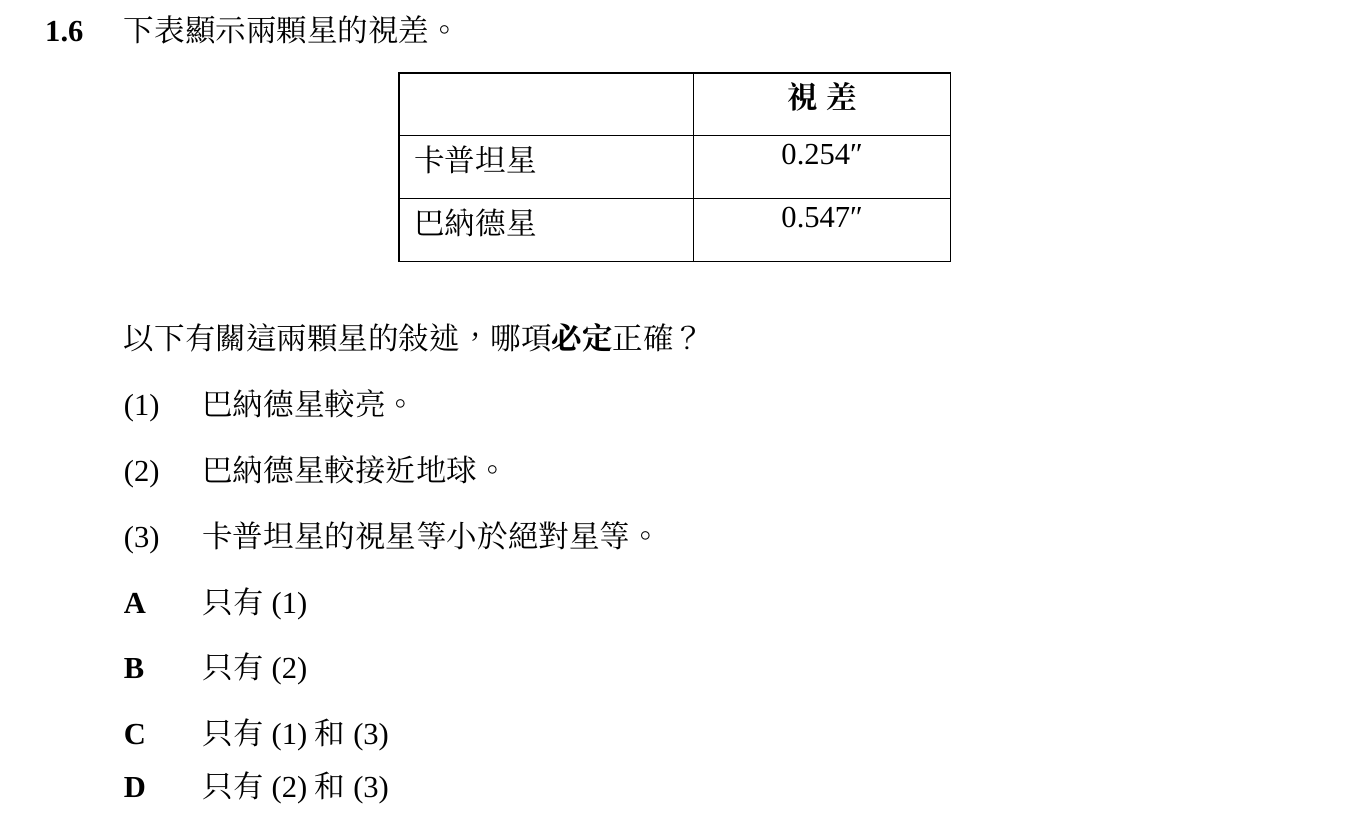 1.6 下表顯示兩顆星的視差。
視 差
卡普坦星 0.254″
巴納德星 0.547″
以下有關這兩顆星的敍述，哪項必定正確？
(1) 巴納德星較亮。
(2) 巴納德星較接近地球。
(3) 卡普坦星的視星等小於絕對星等。
A 只有 (1)
B 只有 (2)
C 只有 (1) 和 (3)
D 只有 (2) 和 (3)